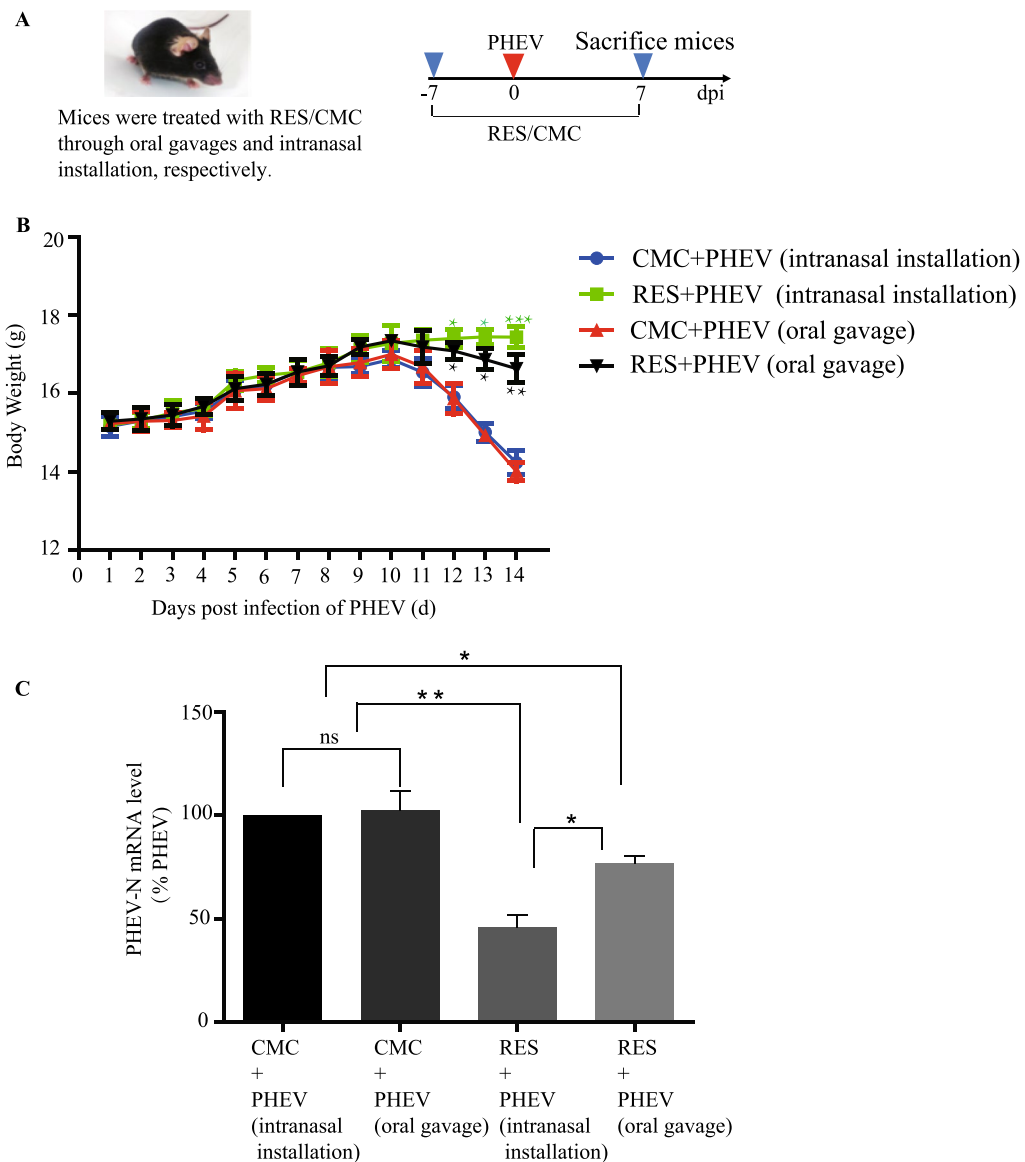 A
Mices were treated with RES/CMC
through oral gavages and intranasal
installation, respectively.
PHEV
Sacrifice mices
-7
0
7
dpi
RES/CMC
B
Body Weight (g)
20
18
16
14
12
0 1 2 3 4 5 6 7 8 9 10 11 12 13 14
Days post infection of PHEV (d)
* * ***
* * **
CMC+PHEV (intranasal installation)
RES+PHEV (intranasal installation)
CMC+PHEV (oral gavage)
RES+PHEV (oral gavage)
C
PHEV-N mRNA level
(% PHEV)
150
100
50
0
*
**
ns
*
CMC
+
PHEV
(intranasal
installation)
CMC
+
PHEV
(oral gavage)
RES
+
PHEV
(intranasal
installation)
RES
+
PHEV
(oral gavage)